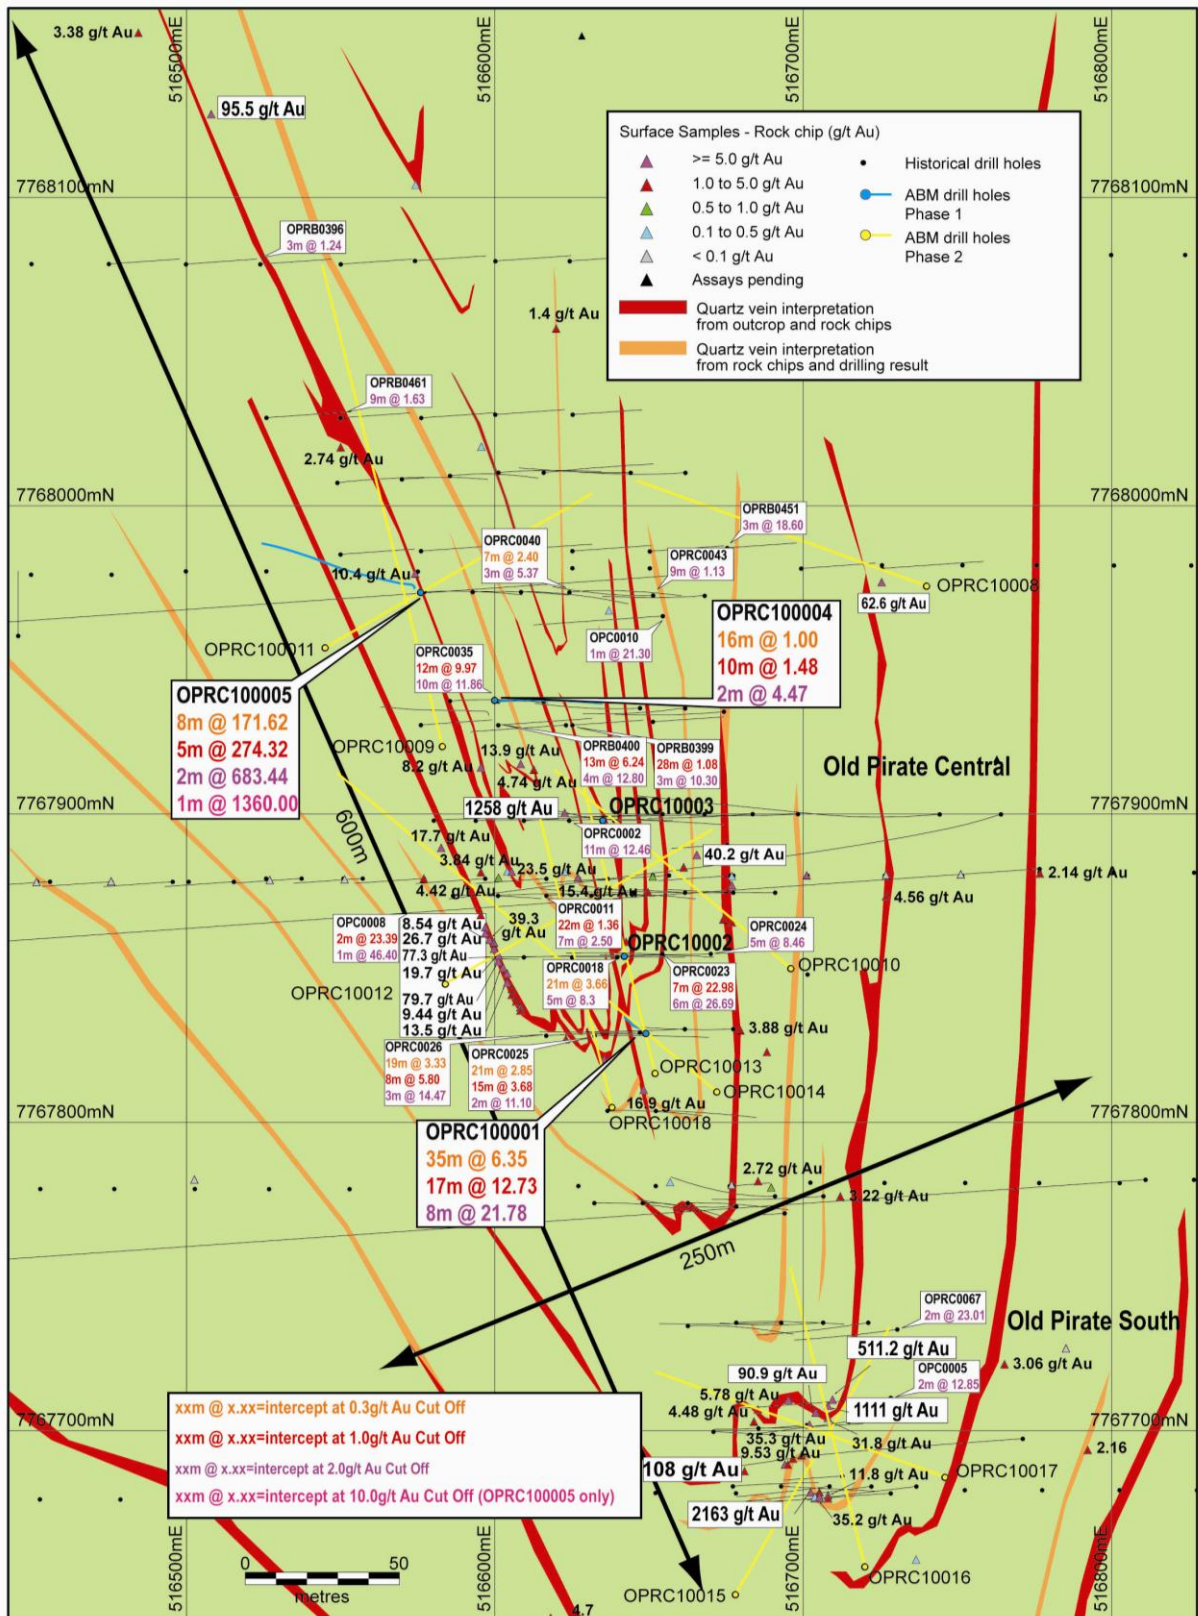 3.38 g/t Au
516500mE
516600mE
516700mE
516800mE
95.5 g/t Au
Surface Samples - Rock chip (g/t Au)
>= 5.0 g/t Au
1.0 to 5.0 g/t Au
0.5 to 1.0 g/t Au
0.1 to 0.5 g/t Au
< 0.1 g/t Au
Assays pending
Historical drill holes
ABM drill holes
Phase 1
ABM drill holes
Phase 2
Quartz vein interpretation
from outcrop and rock chips
Quartz vein interpretation
from rock chips and drilling result
7768100mN
7768100mN
OPRB0396
3m @ 1.24
1.4 g/t Au
OPRB0461
9m @ 1.63
2.74 g/t Au
7768000mN
7768000mN
OPRB0451
3m @ 18.60
OPRC0040
7m @ 2.40
3m @ 5.37
OPRC0043
9m @ 1.13
10.4 g/t Au
OPRC10008
62.6 g/t Au
OPRC100004
16m @ 1.00
10m @ 1.48
2m @ 4.47
OPC0010
1m @ 21.30
OPRC100011
OPRC0035
12m @ 9.97
10m @ 11.86
OPRC100005
8m @ 171.62
5m @ 274.32
2m @ 683.44
1m @ 1360.00
OPRC10009
8.2 g/t Au
13.9 g/t Au
4.74 g/t Au
OPRB0400
13m @ 6.24
4m @ 12.80
OPRB0399
28m @ 1.08
3m @ 10.30
Old Pirate Central
1258 g/t Au
OPRC10003
7767900mN
7767900mN
600m
OPRC0002
11m @ 12.46
17.7 g/t Au
3.84 g/t Au
23.5 g/t Au
40.2 g/t Au
4.42 g/t Au
15.4 g/t Au
2.14 g/t Au
4.56 g/t Au
OPC0008
2m @ 23.39
1m @ 46.40
8.54 g/t Au
26.7 g/t Au
77.3 g/t Au
19.7 g/t Au
79.7 g/t Au
9.44 g/t Au
13.5 g/t Au
39.3
g/t Au
OPRC0011
22m @ 1.36
7m @ 2.50
OPRC10002
OPRC0024
5m @ 8.46
OPRC0018
21m @ 3.66
5m @ 8.3
OPRC0023
7m @ 22.98
6m @ 26.69
OPRC10010
OPRC10012
3.88 g/t Au
OPRC0026
19m @ 3.33
8m @ 5.80
3m @ 14.47
OPRC0025
21m @ 2.85
15m @ 3.68
2m @ 11.10
OPRC10013
OPRC10014
16.9 g/t Au
OPRC10018
7767800mN
7767800mN
OPRC100001
35m @ 6.35
17m @ 12.73
8m @ 21.78
2.72 g/t Au
3.22 g/t Au
250m
OPRC0067
2m @ 23.01
Old Pirate South
511.2 g/t Au
3.06 g/t Au
90.9 g/t Au
OPC0005
2m @ 12.85
5.78 g/t Au
4.48 g/t Au
1111 g/t Au
7767700mN
7767700mN
35.3 g/t Au
31.8 g/t Au
9.53 g/t Au
2.16
108 g/t Au
11.8 g/t Au
OPRC10017
2163 g/t Au
35.2 g/t Au
xxm @ x.xx=intercept at 0.3g/t Au Cut Off
xxm @ x.xx=intercept at 1.0g/t Au Cut Off
xxm @ x.xx=intercept at 2.0g/t Au Cut Off
xxm @ x.xx=intercept at 10.0g/t Au Cut Off (OPRC100005 only)
0
50
metres
OPRC10015
OPRC10016
4.7
516500mE
516600mE
516700mE
516800mE